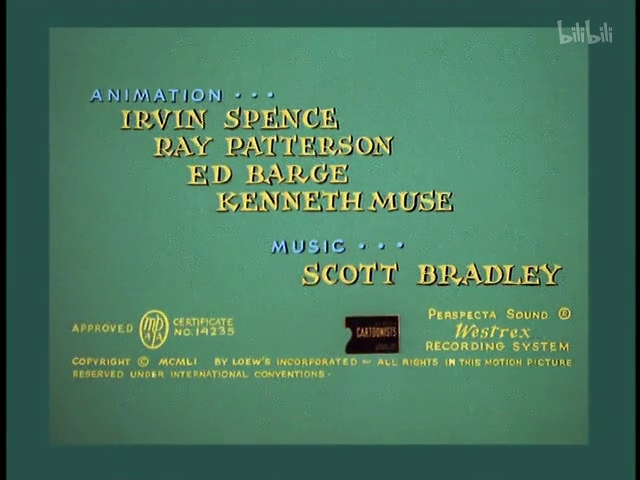 bilibili
ANIMATION · · ·
IRVIN SPENCE
RAY PATTERSON
ED BARGE
KENNETH MUSE
MUSIC · · ·
SCOTT BRADLEY
APPROVED
MPAA
CERTIFICATE
NO. 14235
CARTOONISTS
PERSPECTA SOUND ®
Westrex
RECORDING SYSTEM
COPYRIGHT © MCMLI BY LOEW'S INCORPORATED — ALL RIGHTS IN THIS MOTION PICTURE
RESERVED UNDER INTERNATIONAL CONVENTIONS.